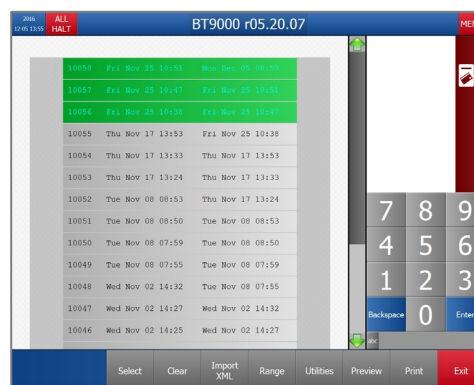 2016
12-05 13:55
ALL
HALT
BT9000 r05.20.07
MEN
10058 Fri Nov 25 10:51 Mon Dec 05 08:53
10057 Fri Nov 25 10:47 Fri Nov 25 10:51
10056 Fri Nov 25 10:38 Fri Nov 25 10:47
10055 Thu Nov 17 13:53 Fri Nov 25 10:38
10054 Thu Nov 17 13:33 Thu Nov 17 13:53
10053 Thu Nov 17 13:24 Thu Nov 17 13:33
10052 Tue Nov 08 08:53 Thu Nov 17 13:24
10051 Tue Nov 08 08:50 Tue Nov 08 08:53
10050 Tue Nov 08 07:59 Tue Nov 08 08:50
10049 Tue Nov 08 07:55 Tue Nov 08 07:59
10048 Wed Nov 02 14:32 Tue Nov 08 07:55
10047 Wed Nov 02 14:27 Wed Nov 02 14:32
10046 Wed Nov 02 14:25 Wed Nov 02 14:27
7 8 9
4 5 6
1 2 3
Backspace 0 Enter
abc
Select Clear Import XML Range Utilities Preview Print Exit